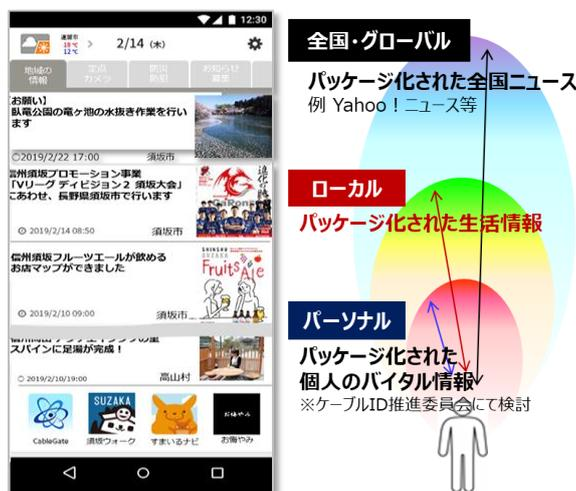 12:30
須坂市
18℃
12℃
2/14 (木)
地域の
情報
定点
カメラ
防災
防犯
お知らせ
募集
【お願い】
臥竜公園の竜ヶ池の水抜き作業を行い
ます
2019/2/22 17:00
須坂市
信州須坂プロモーション事業
「Vリーグ ディビジョン2 須坂大会」
にあわせ、長野県須坂市で行います
2019/2/14 08:50
須坂市
信州須坂フルーツエールが飲める
お店マップができました
2019/2/10 09:00
須坂市
SHINSHU
SUZAKA
Fruits Ale
スパインに足湯が完成！
2019/2/10/19:00
高山村
SUZAKA
お悔やみ
CableGate
須坂ウォーク
すまいるナビ
お悔やみ
全国・グローバル
パッケージ化された全国ニュース
例 Yahoo！ニュース等
ローカル
パッケージ化された生活情報
パーソナル
パッケージ化された
個人のバイタル情報
※ケーブルID推進委員会にて検討